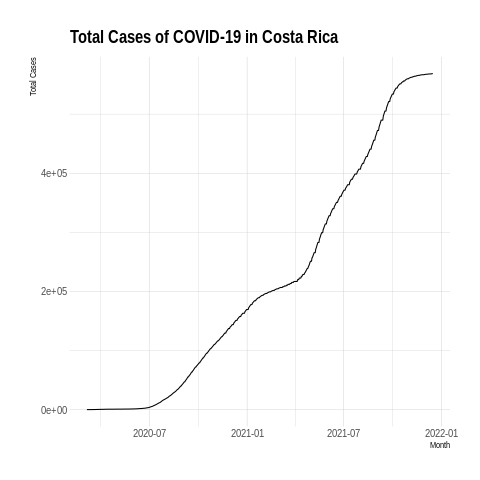 Total Cases of COVID-19 in Costa Rica
Total Cases
4e+05
2e+05
0e+00
2020-07 2021-01 2021-07 2022-01
Month